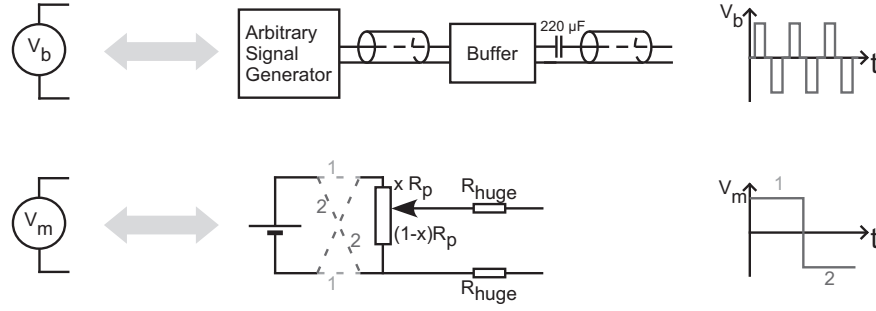 V_b
Arbitrary
Signal
Generator
Buffer
220 µF
V_b
t
V_m
1
2
2
1
x R_p
(1-x)R_p
R_huge
R_huge
V_m
1
t
2